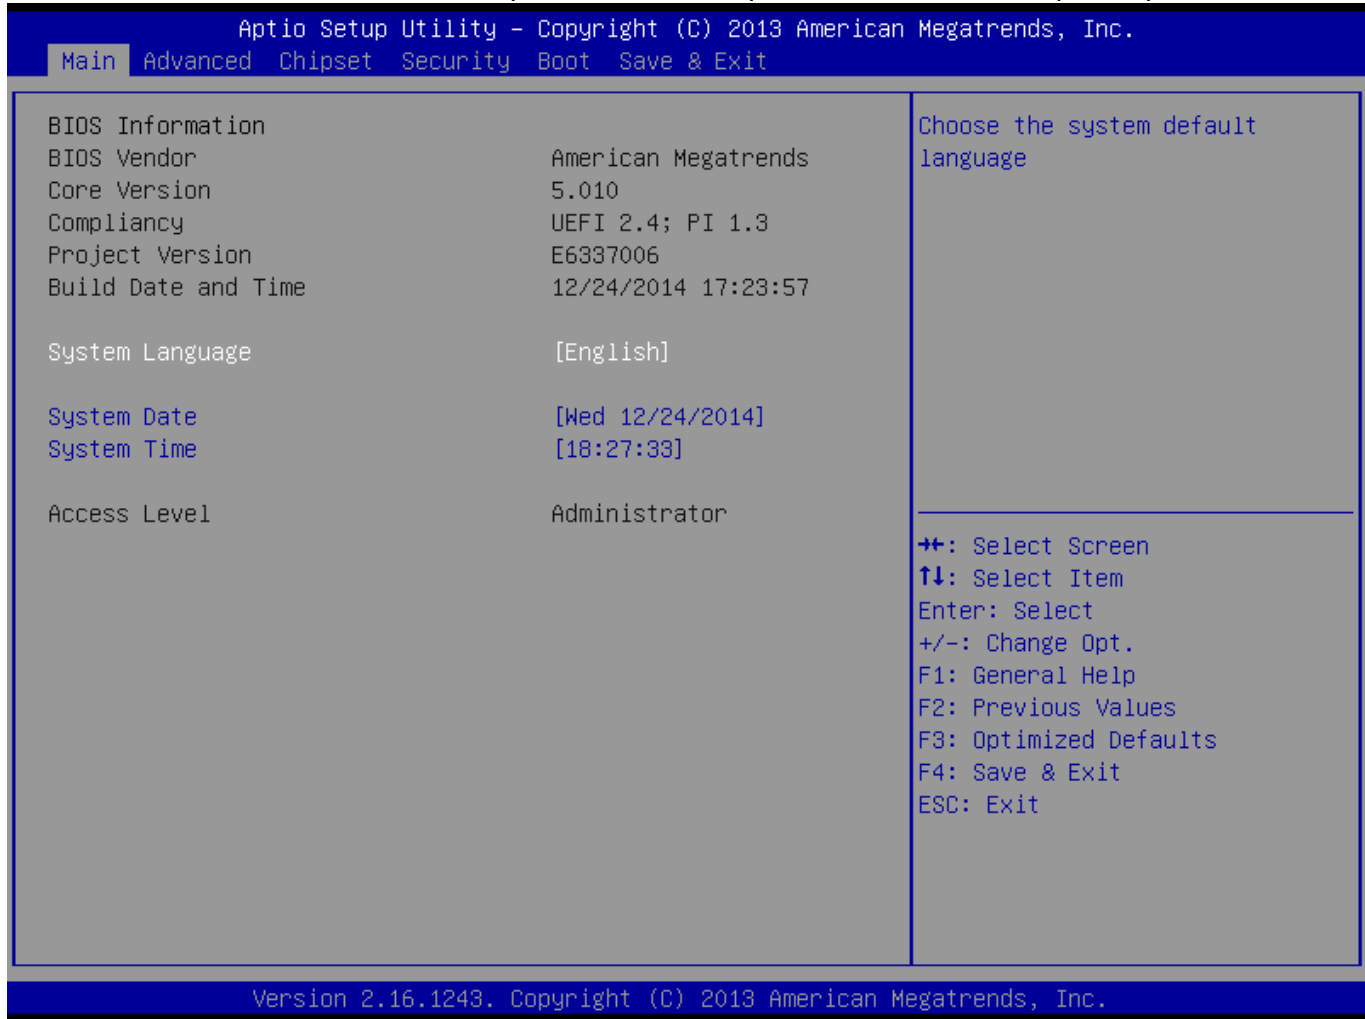 Aptio Setup Utility – Copyright (C) 2013 American Megatrends, Inc.
Main Advanced Chipset Security Boot Save & Exit
BIOS Information
BIOS Vendor American Megatrends
Core Version 5.010
Compliancy UEFI 2.4; PI 1.3
Project Version E6337006
Build Date and Time 12/24/2014 17:23:57
System Language [English]
System Date [Wed 12/24/2014]
System Time [18:27:33]
Access Level Administrator
Choose the system default
language
→←: Select Screen
↑↓: Select Item
Enter: Select
+/-: Change Opt.
F1: General Help
F2: Previous Values
F3: Optimized Defaults
F4: Save & Exit
ESC: Exit
Version 2.16.1243. Copyright (C) 2013 American Megatrends, Inc.